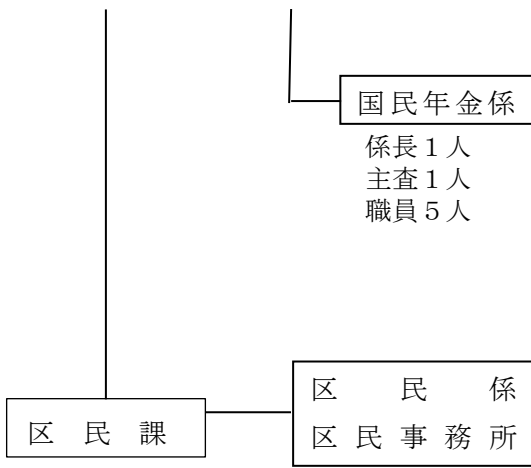 国民年金係
係長１人
主査１人
職員５人
区民係
区民課
区民事務所